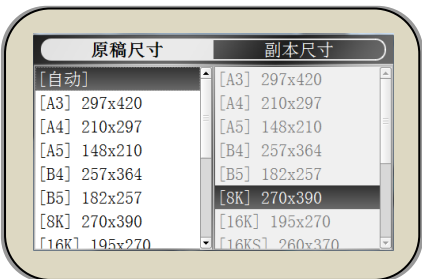 原稿尺寸
副本尺寸
[自动]
[A3] 297x420
[A4] 210x297
[A5] 148x210
[B4] 257x364
[B5] 182x257
[8K] 270x390
[16K] 195x270
[A3] 297x420
[A4] 210x297
[A5] 148x210
[B4] 257x364
[B5] 182x257
[8K] 270x390
[16K] 195x270
[16KS] 260x370